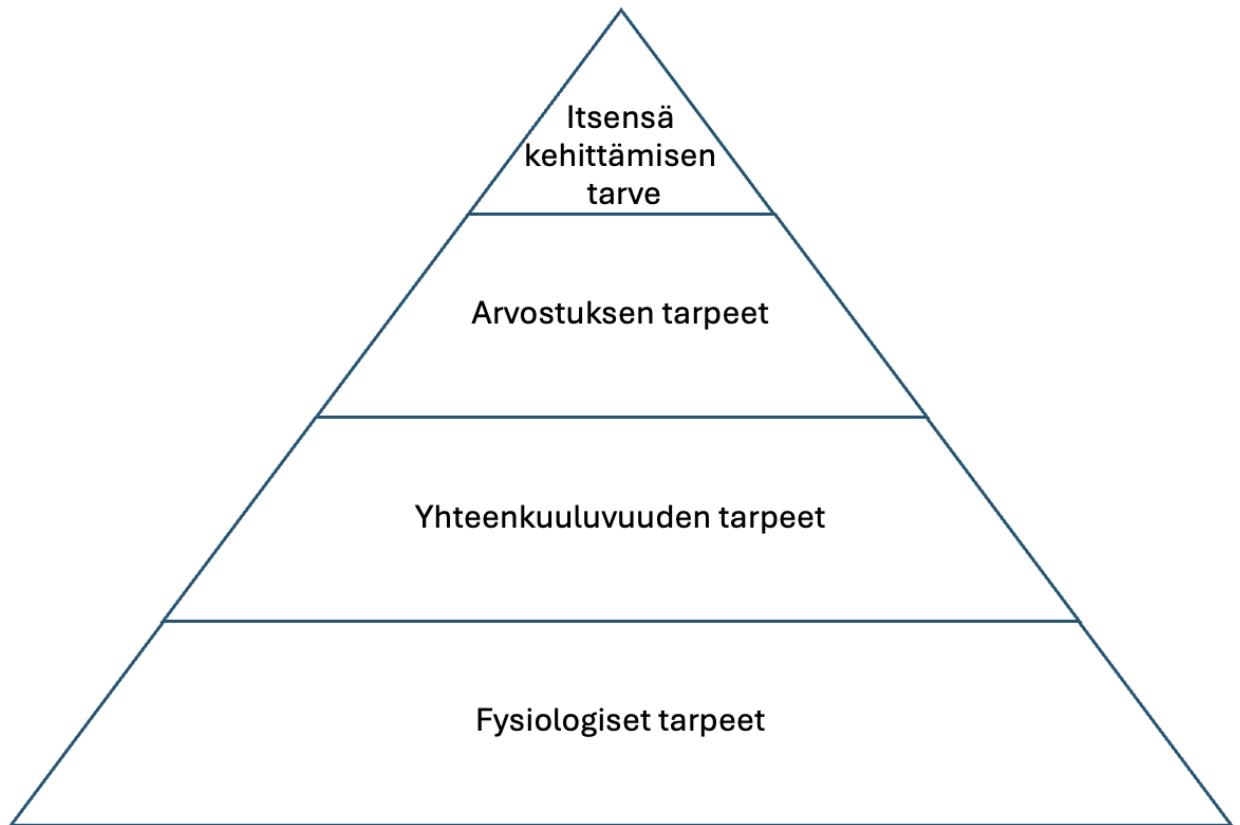 Itsensä
kehittämisen
tarve
Arvostuksen tarpeet
Yhteenkuuluvuuden tarpeet
Fysiologiset tarpeet